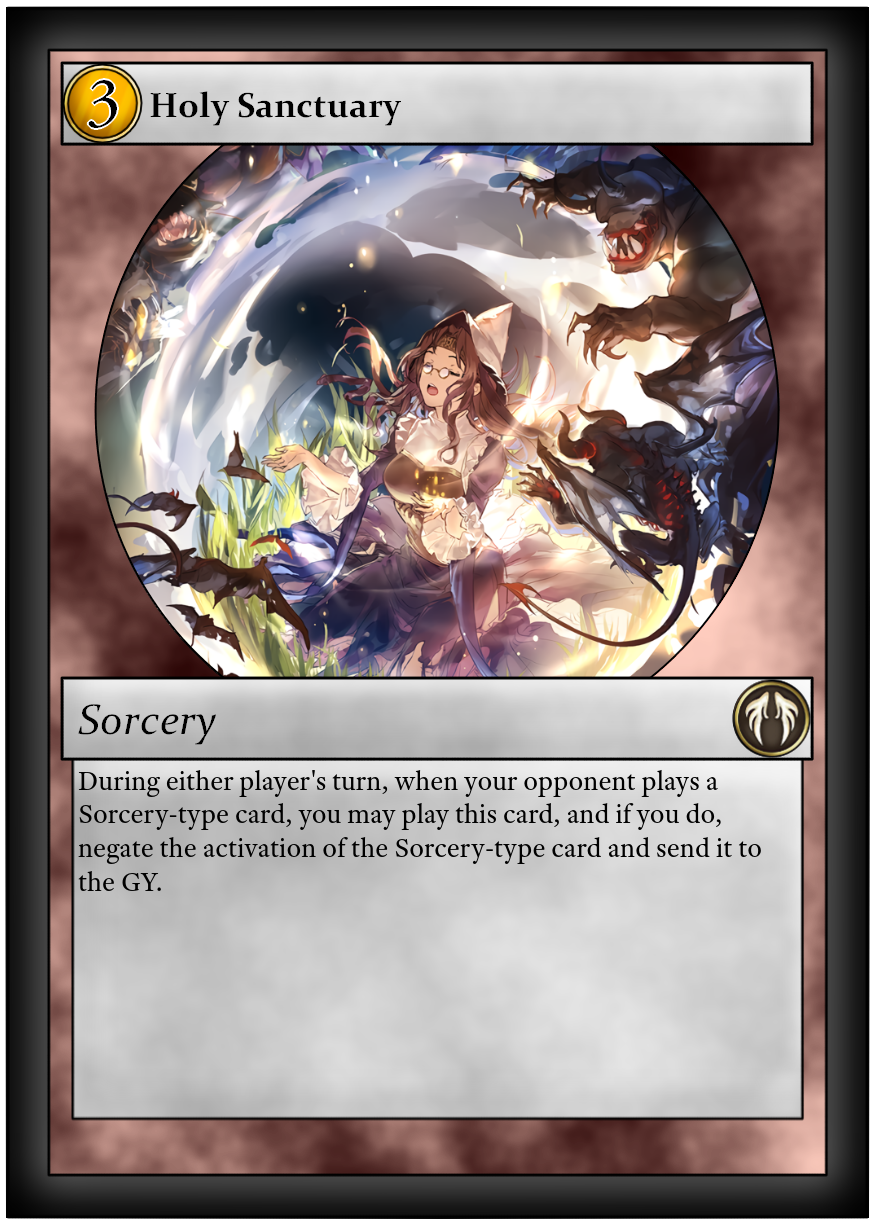 3 Holy Sanctuary
Sorcery
During either player's turn, when your opponent plays a
Sorcery-type card, you may play this card, and if you do,
negate the activation of the Sorcery-type card and send it to
the GY.